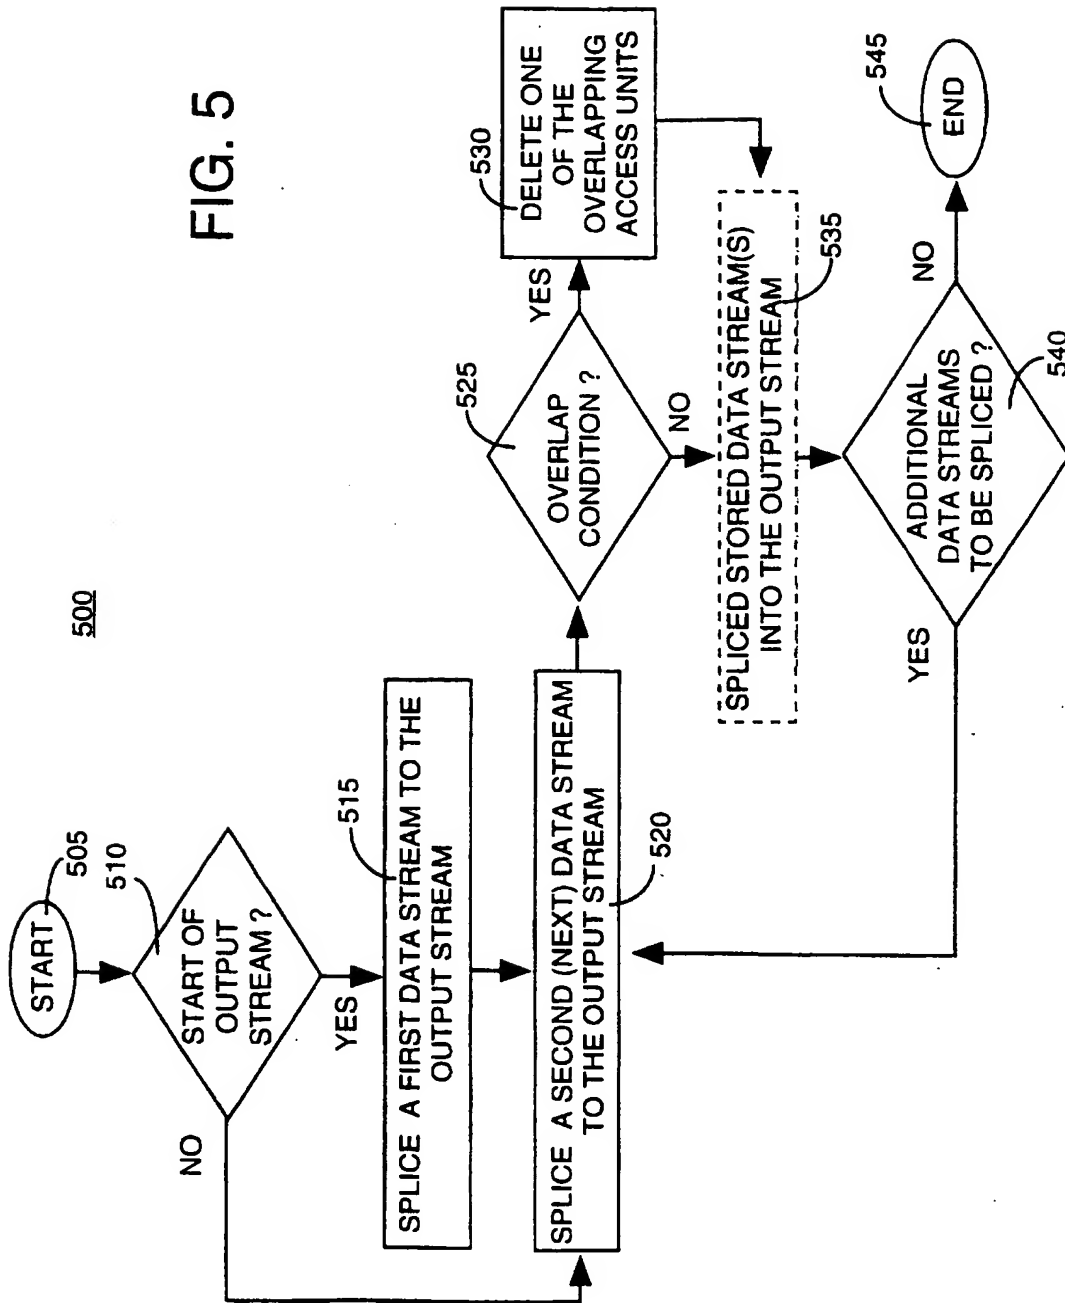 FIG. 5
500
START
505
510
START OF
OUTPUT
STREAM ?
YES
NO
515
SPLICE A FIRST DATA STREAM TO THE
OUTPUT STREAM
SPLICE A SECOND (NEXT) DATA STREAM
TO THE OUTPUT STREAM
520
525
OVERLAP
CONDITION ?
YES
NO
530
DELETE ONE
OF THE
OVERLAPPING
ACCESS UNITS
SPLICED STORED DATA STREAM(S)
INTO THE OUTPUT STREAM
535
ADDITIONAL
DATA STREAMS
TO BE SPLICED ?
540
YES
NO
545
END